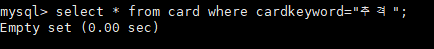 mysql> select * from card where cardkeyword="추격";
Empty set (0.00 sec)